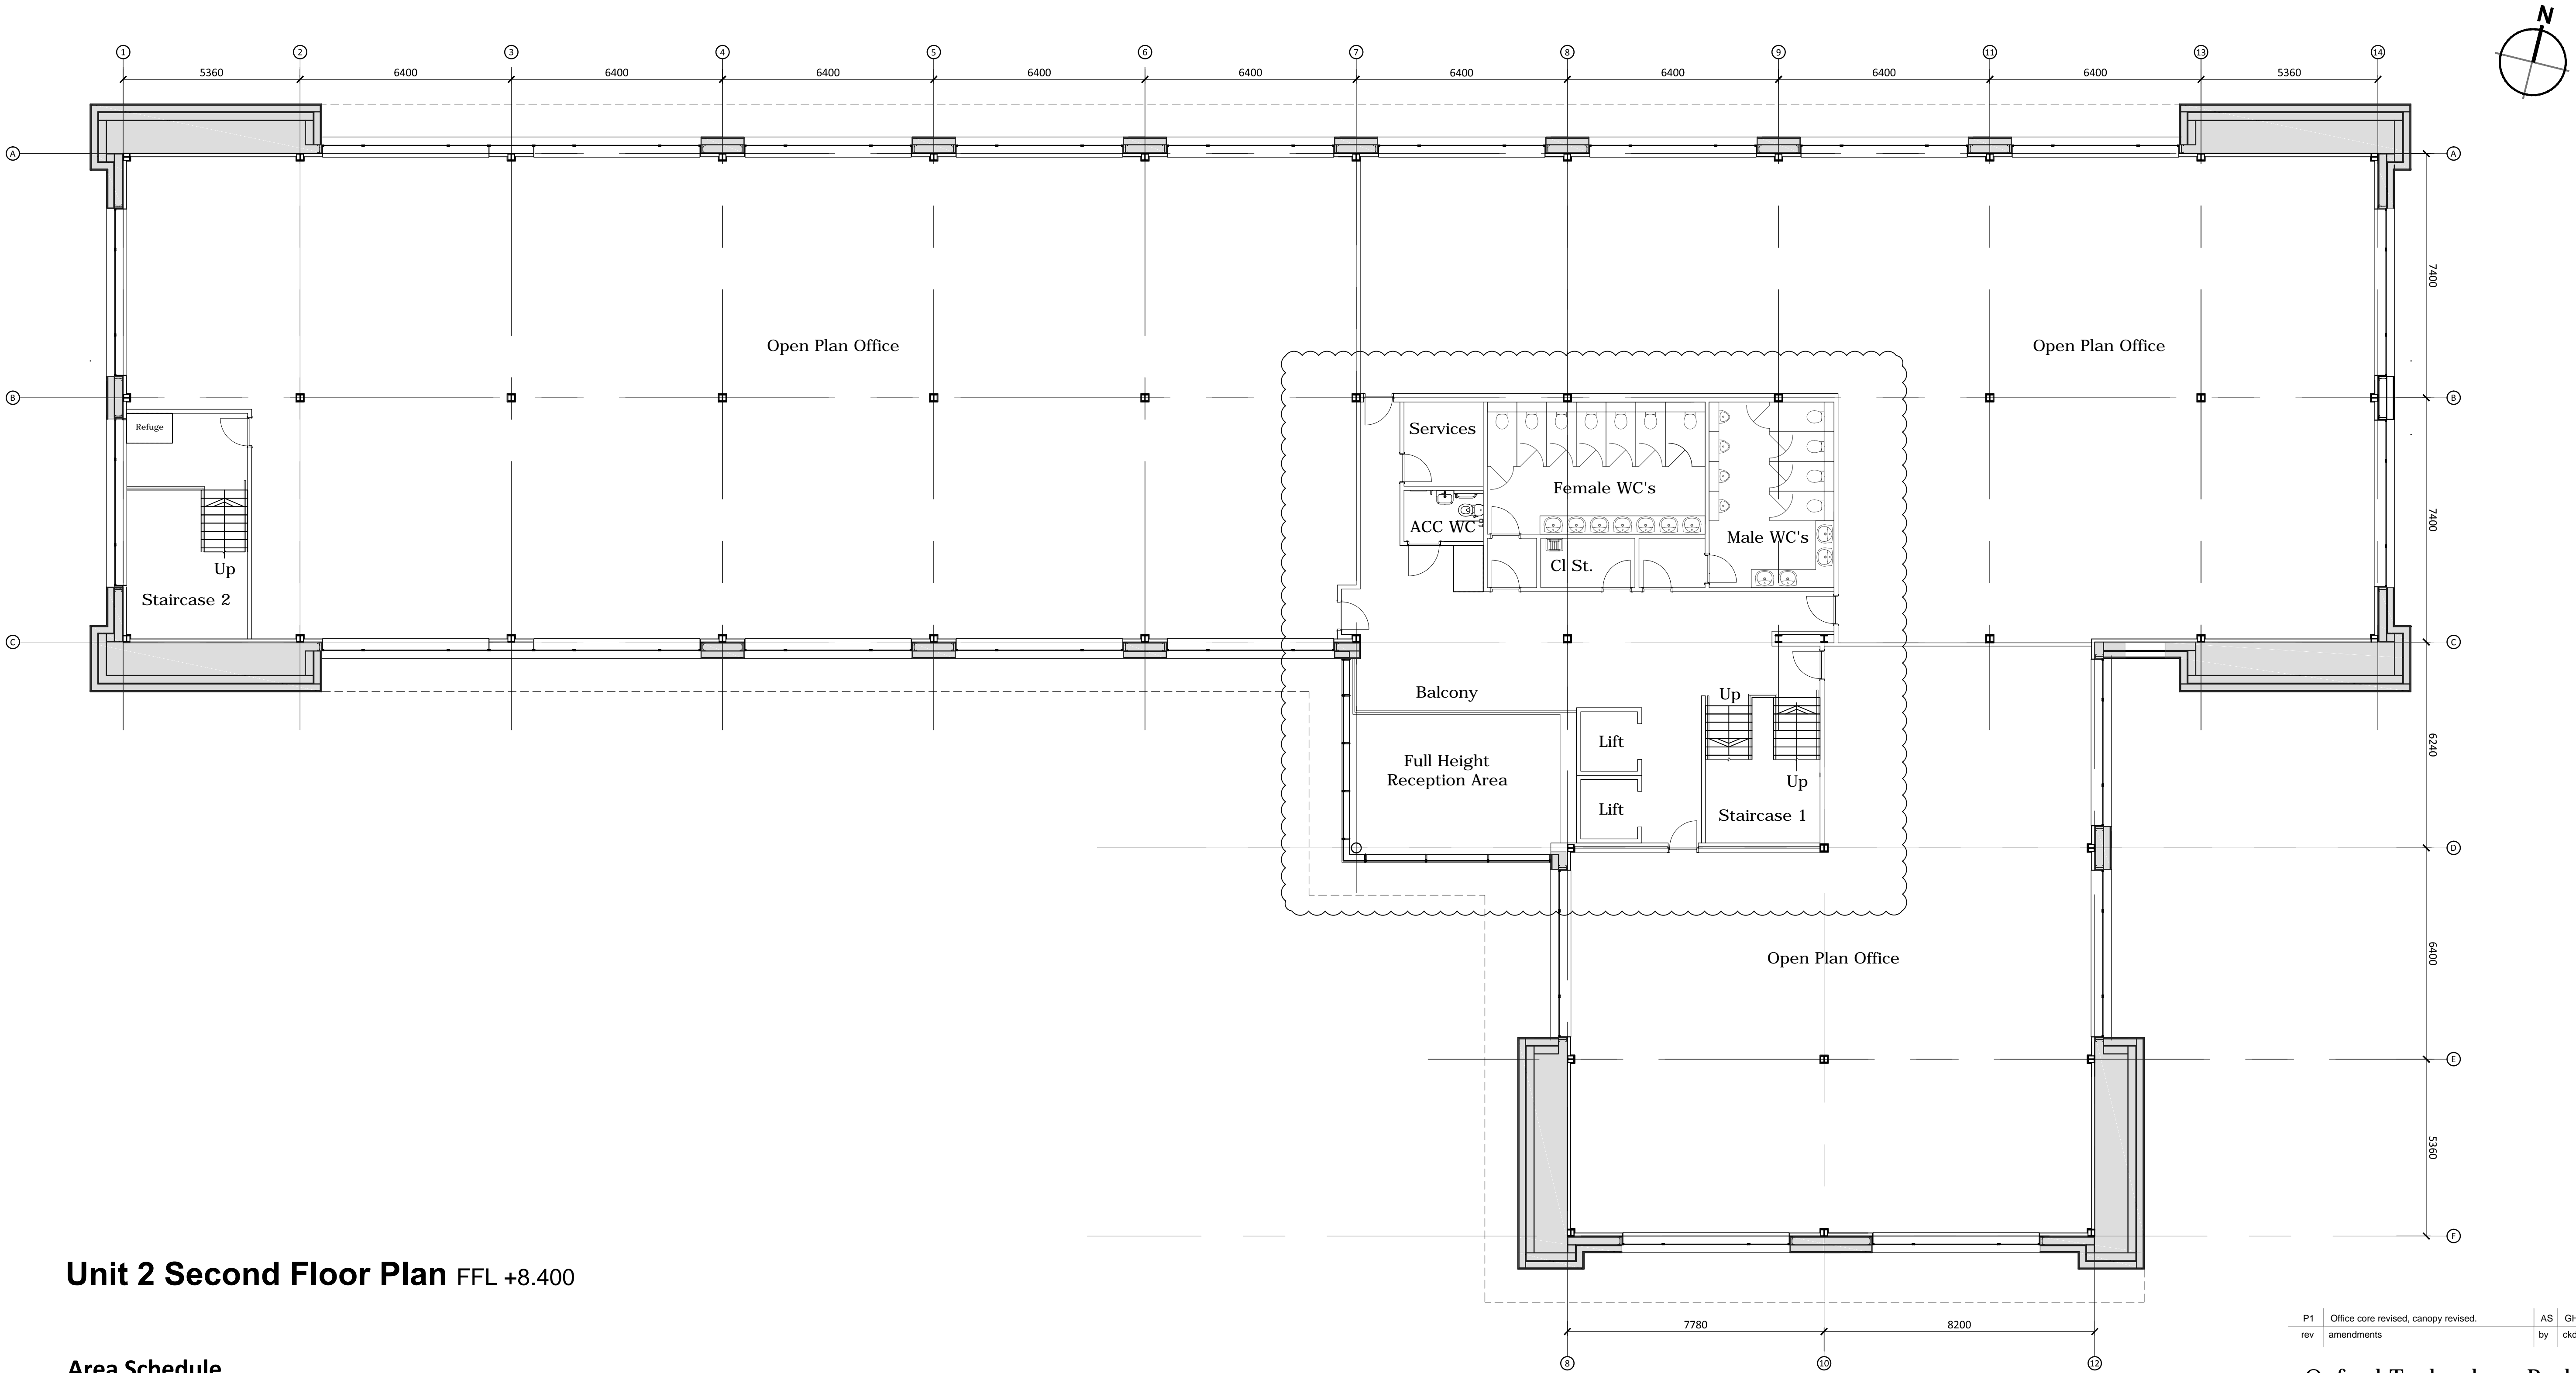 N
1 2 3 4 5 6 7 8 9 11 13 14
5360 6400 6400 6400 6400 6400 6400 6400 6400 6400 5360
A A
7400
Open Plan Office Open Plan Office
B B
Refuge
Services
Female WC's
ACC WC
Male WC's
7400
Cl St.
Up
Staircase 2
C C
Balcony
Up
Lift
6240
Full Height
Reception Area
Up
Lift
Staircase 1
D
Open Plan Office
6400
E
5360
F
Unit 2 Second Floor Plan FFL +8.400
7780 8200
8 10 12
P1 Office core revised, canopy revised. AS
rev amendments by
Area Schedule